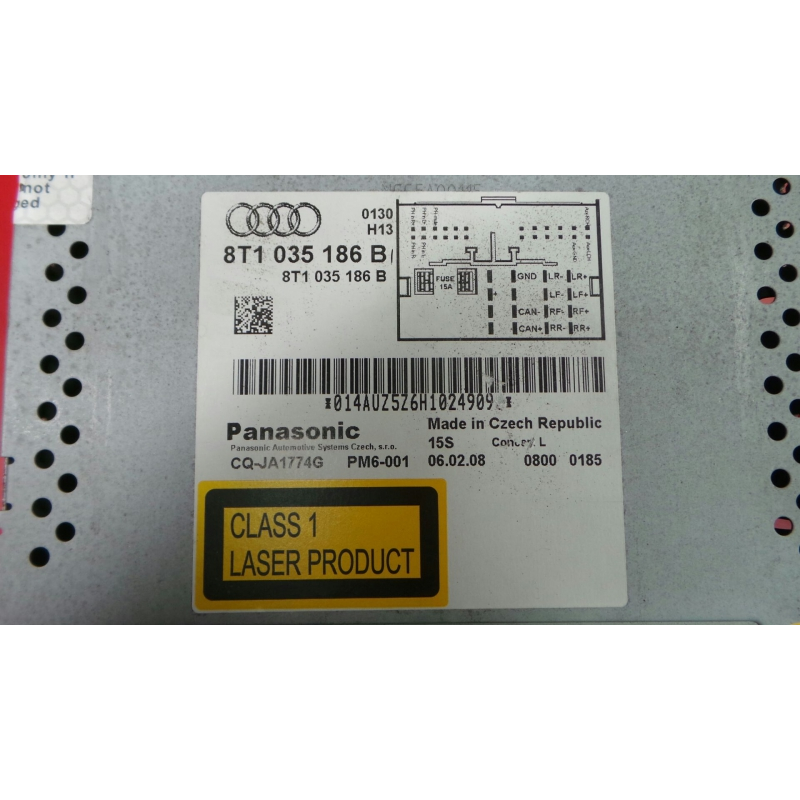 not
0130
H13
8T1 035 186 B
8T1 035 186 B
FUSE
15A
GND LR- LR+
+ LF- LF+
CAN- RF- RF+
CAN+ RR- RR+
*014AUZ5Z6H1024909 *
Panasonic
Made in Czech Republic
Panasonic Automotive Systems Czech, s.r.o.
15S Concert L
CQ-JA1774G PM6-001 06.02.08 0800 0185
CLASS 1
LASER PRODUCT